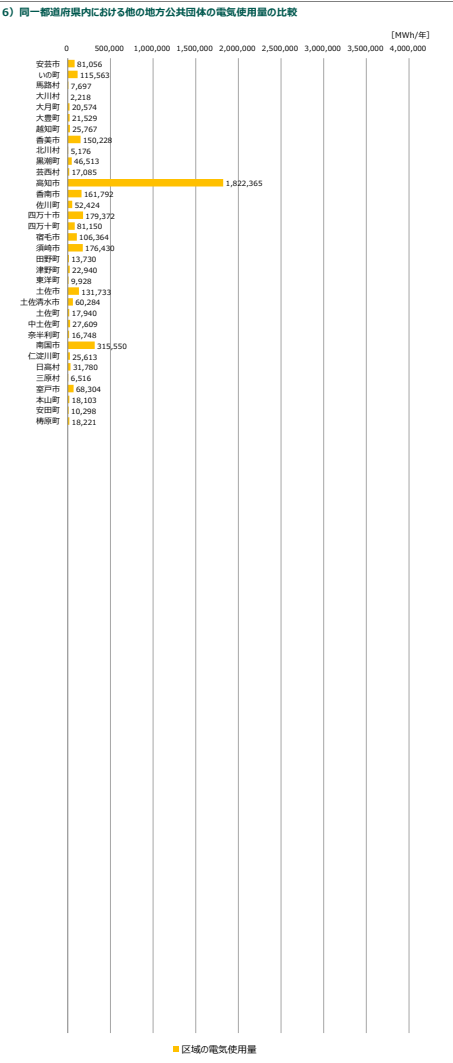 6）同一都道府県内における他の地方公共団体の電気使用量の比較
［MWh/年］
0 500,000 1,000,000 1,500,000 2,000,000 2,500,000 3,000,000 3,500,000 4,000,000
安芸市 81,056
いの町 115,563
馬路村 7,697
大川村 2,218
大月町 20,574
大豊町 21,529
越知町 25,767
香美市 150,228
北川村 5,176
黒潮町 46,513
芸西村 17,085
高知市 1,822,365
香南市 161,792
佐川町 52,424
四万十市 179,372
四万十町 81,150
宿毛市 106,364
須崎市 176,430
田野町 13,730
津野町 22,940
東洋町 9,928
土佐市 131,733
土佐清水市 60,284
土佐町 17,940
中土佐町 27,609
奈半利町 16,748
南国市 315,550
仁淀川町 25,613
日高村 31,780
三原村 6,516
室戸市 68,304
本山町 18,103
安田町 10,298
梼原町 18,221
区域の電気使用量